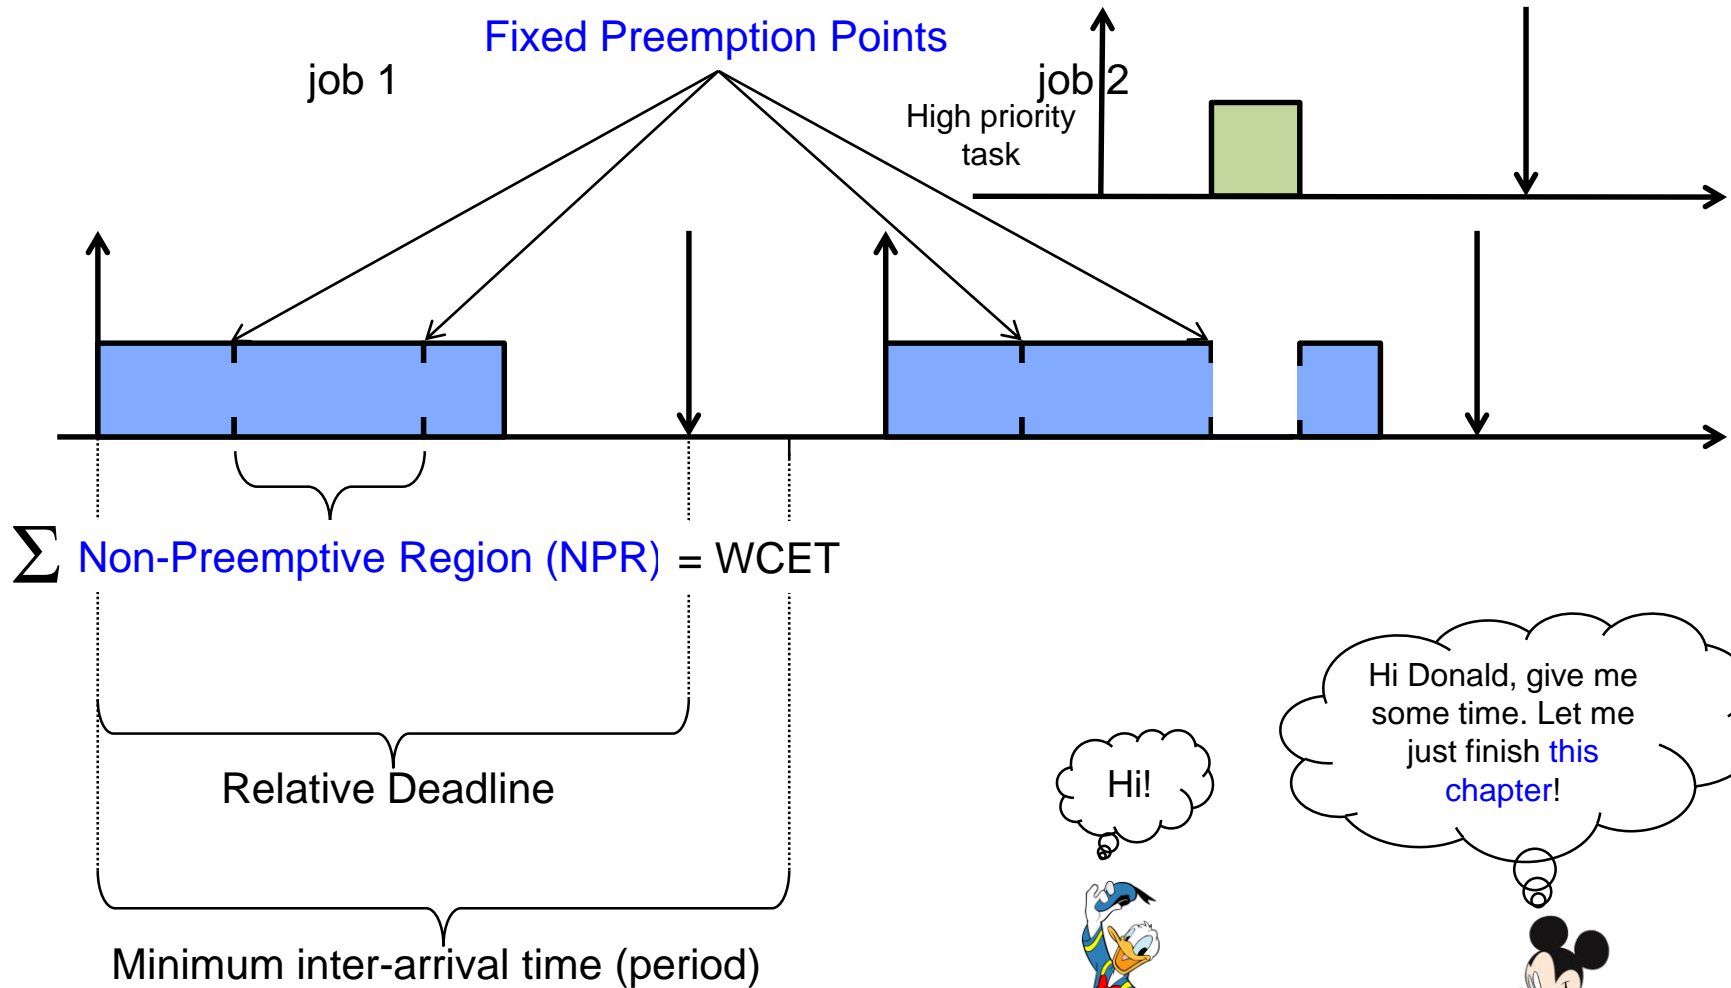 Fixed Preemption Points
job 1
job 2
High priority
task
∑ Non-Preemptive Region (NPR) = WCET
Relative Deadline
Minimum inter-arrival time (period)
Hi!
Hi Donald, give me
some time. Let me
just finish this
chapter!